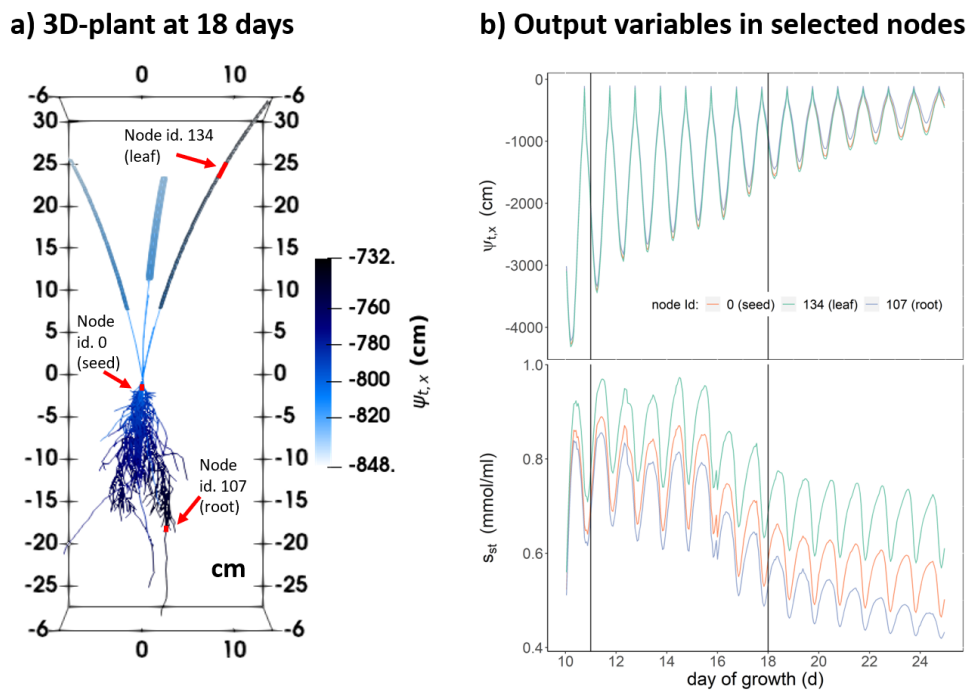 a) 3D-plant at 18 days
0 10
-6 -6
30 30
25 25
20 20
15 15
10 10
5 5
0 0
-5 -5
-10 -10
-15 -15
-20 -20
-25 -25
-6 -6
0 10
Node id. 134
(leaf)
Node
id. 0
(seed)
Node
id. 107
(root)
cm
-732.
-760
-780
-800
-820
-848.
ψt,x (cm)
b) Output variables in selected nodes
0
-1000
-2000
-3000
-4000
ψt,x (cm)
node Id: 0 (seed) 134 (leaf) 107 (root)
1.0
0.8
0.6
0.4
sst (mmol/ml)
10 12 14 16 18 20 22 24
day of growth (d)